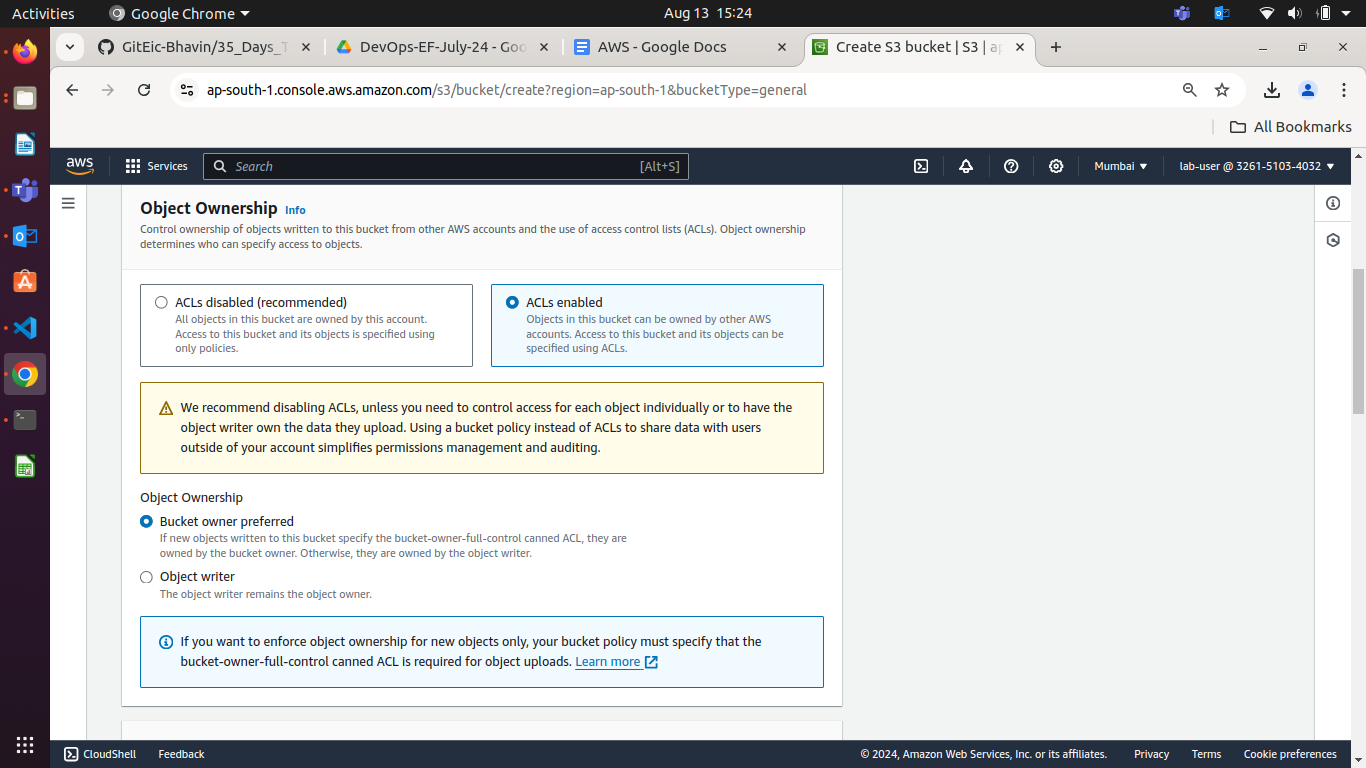 Activities
Google Chrome
Aug 13 15:24
GitEic-Bhavin/35_Days_T
DevOps-EF-July-24 - Goo
AWS - Google Docs
Create S3 bucket | S3 | ap
ap-south-1.console.aws.amazon.com/s3/bucket/create?region=ap-south-1&bucketType=general
All Bookmarks
aws
Services
Search
[Alt+S]
Mumbai
lab-user @ 3261-5103-4032
Object Ownership Info
Control ownership of objects written to this bucket from other AWS accounts and the use of access control lists (ACLs). Object ownership
determines who can specify access to objects.
ACLs disabled (recommended)
All objects in this bucket are owned by this account.
Access to this bucket and its objects is specified using
only policies.
ACLs enabled
Objects in this bucket can be owned by other AWS
accounts. Access to this bucket and its objects can be
specified using ACLs.
We recommend disabling ACLs, unless you need to control access for each object individually or to have the
object writer own the data they upload. Using a bucket policy instead of ACLs to share data with users
outside of your account simplifies permissions management and auditing.
Object Ownership
Bucket owner preferred
If new objects written to this bucket specify the bucket-owner-full-control canned ACL, they are
owned by the bucket owner. Otherwise, they are owned by the object writer.
Object writer
The object writer remains the object owner.
If you want to enforce object ownership for new objects only, your bucket policy must specify that the
bucket-owner-full-control canned ACL is required for object uploads. Learn more
CloudShell
Feedback
© 2024, Amazon Web Services, Inc. or its affiliates.
Privacy
Terms
Cookie preferences